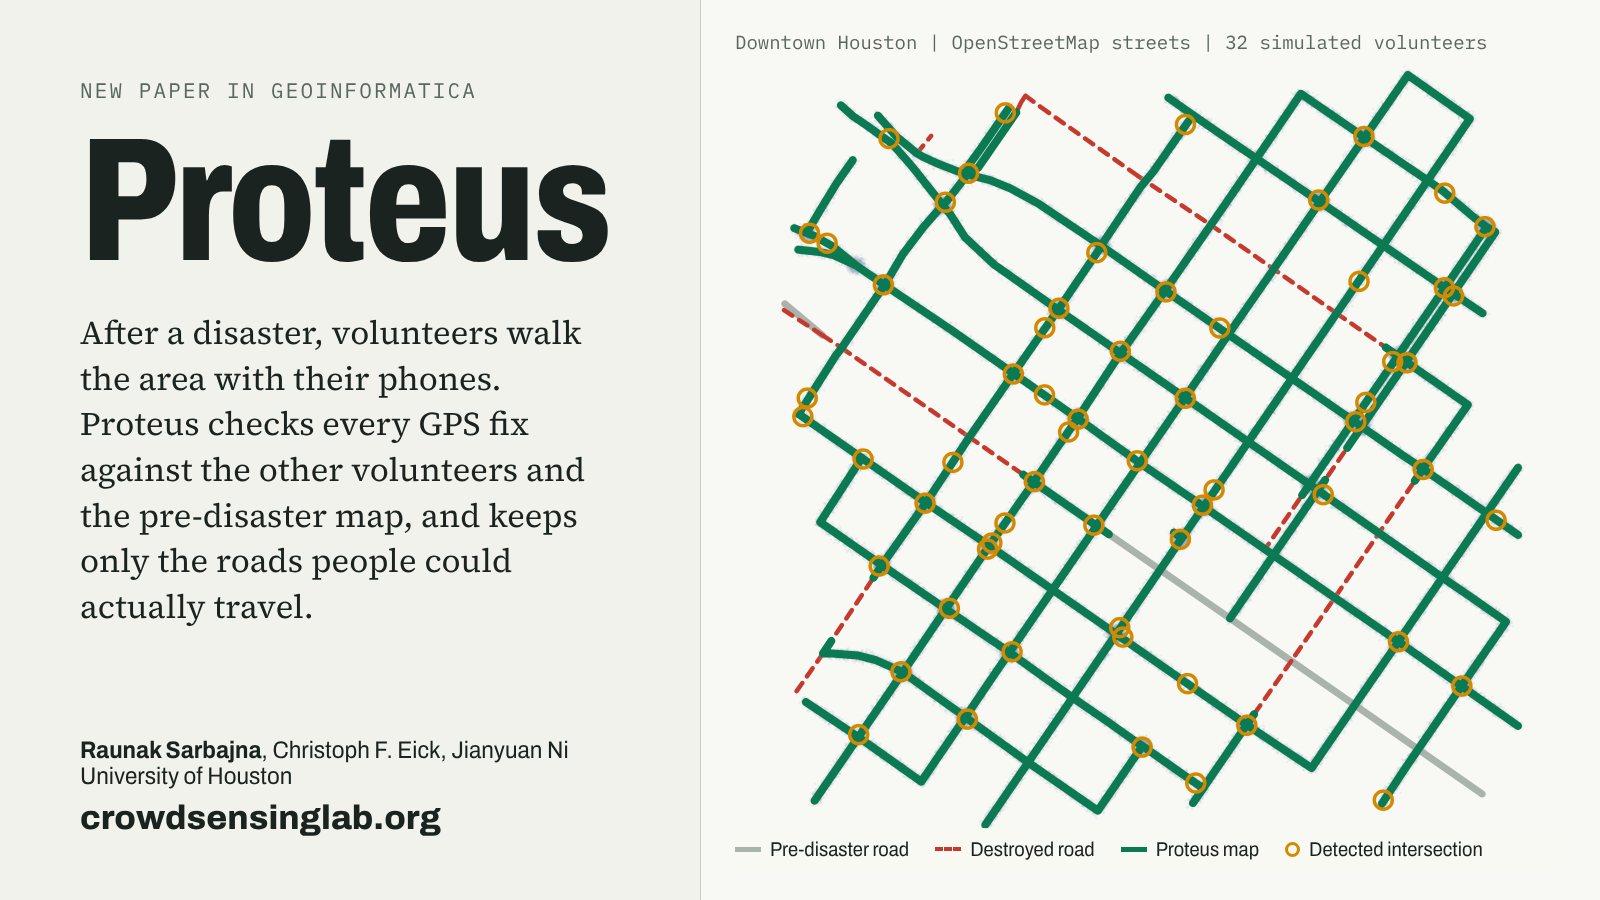 NEW PAPER IN GEOINFORMATICA
Proteus
After a disaster, volunteers walk
the area with their phones.
Proteus checks every GPS fix
against the other volunteers and
the pre-disaster map, and keeps
only the roads people could
actually travel.
Raunak Sarbajna, Christoph F. Eick, Jianyuan Ni
University of Houston
crowdsensinglab.org
Downtown Houston | OpenStreetMap streets | 32 simulated volunteers
Pre-disaster road
Destroyed road
Proteus map
Detected intersection